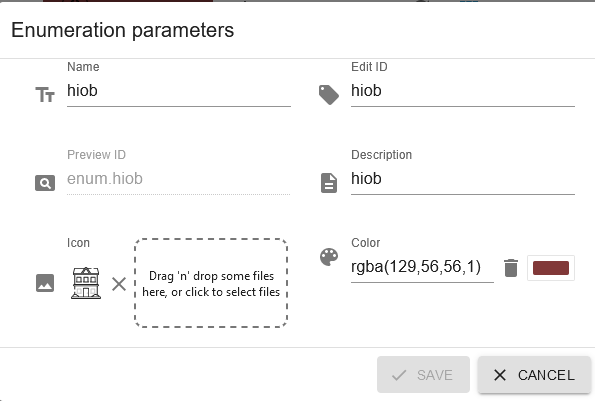 Enumeration parameters
Name
hiob
Edit ID
hiob
Preview ID
enum.hiob
Description
hiob
Icon
Drag 'n' drop some files
here, or click to select files
Color
rgba(129,56,56,1)
SAVE
CANCEL